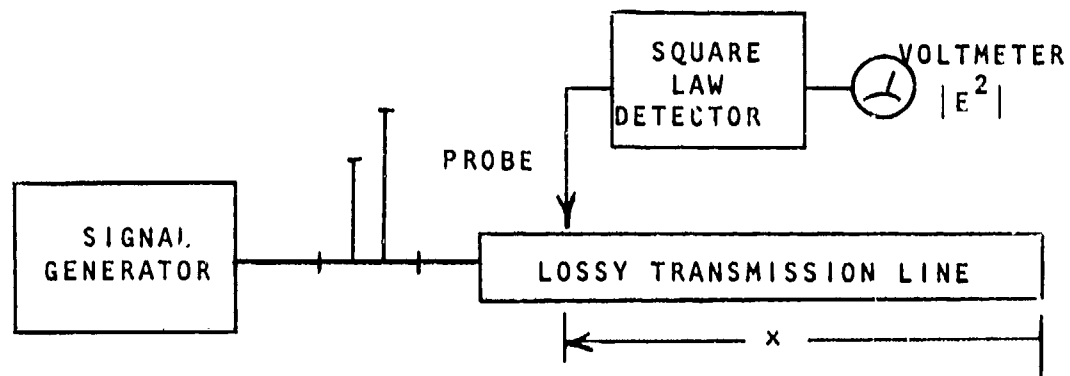 SQUARE
LAW
DETECTOR
VOLTMETER
|E²|
PROBE
SIGNAL
GENERATOR
LOSSY TRANSMISSION LINE
x